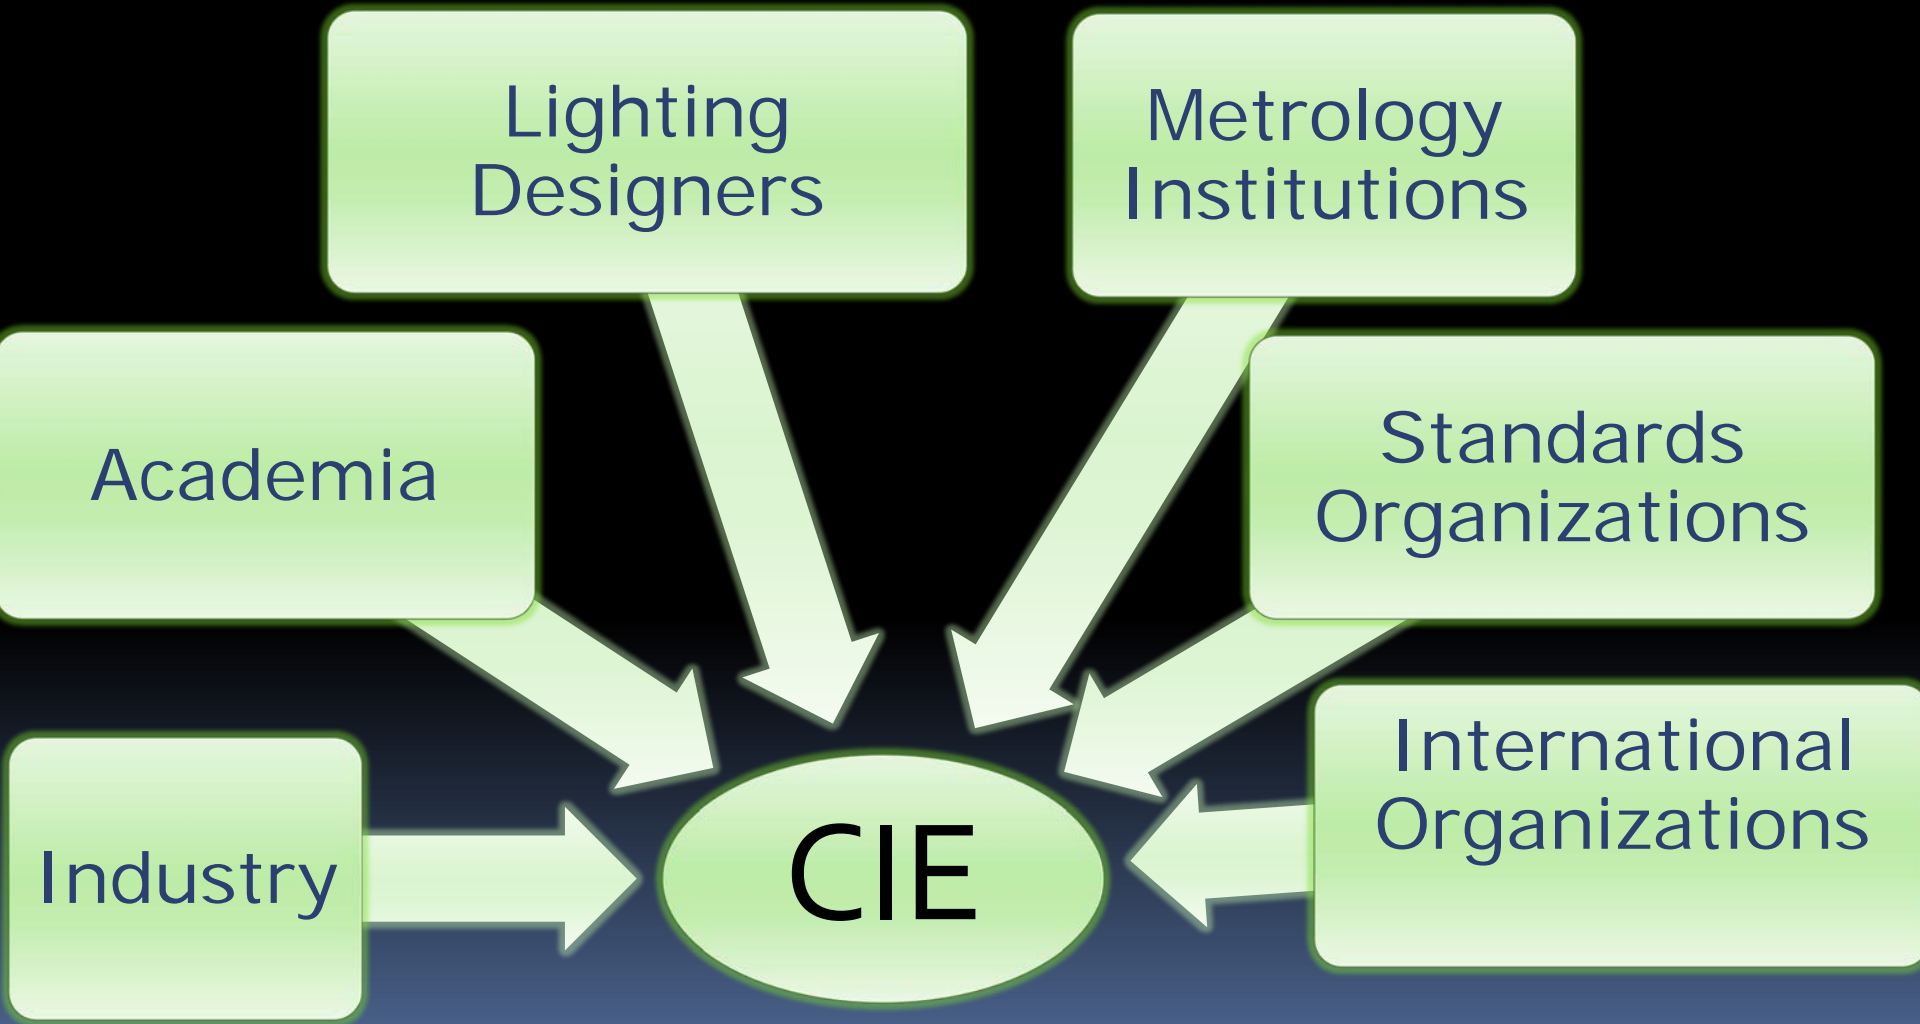 Lighting
Designers
Metrology
Institutions
Academia
Standards
Organizations
International
Organizations
Industry
CIE